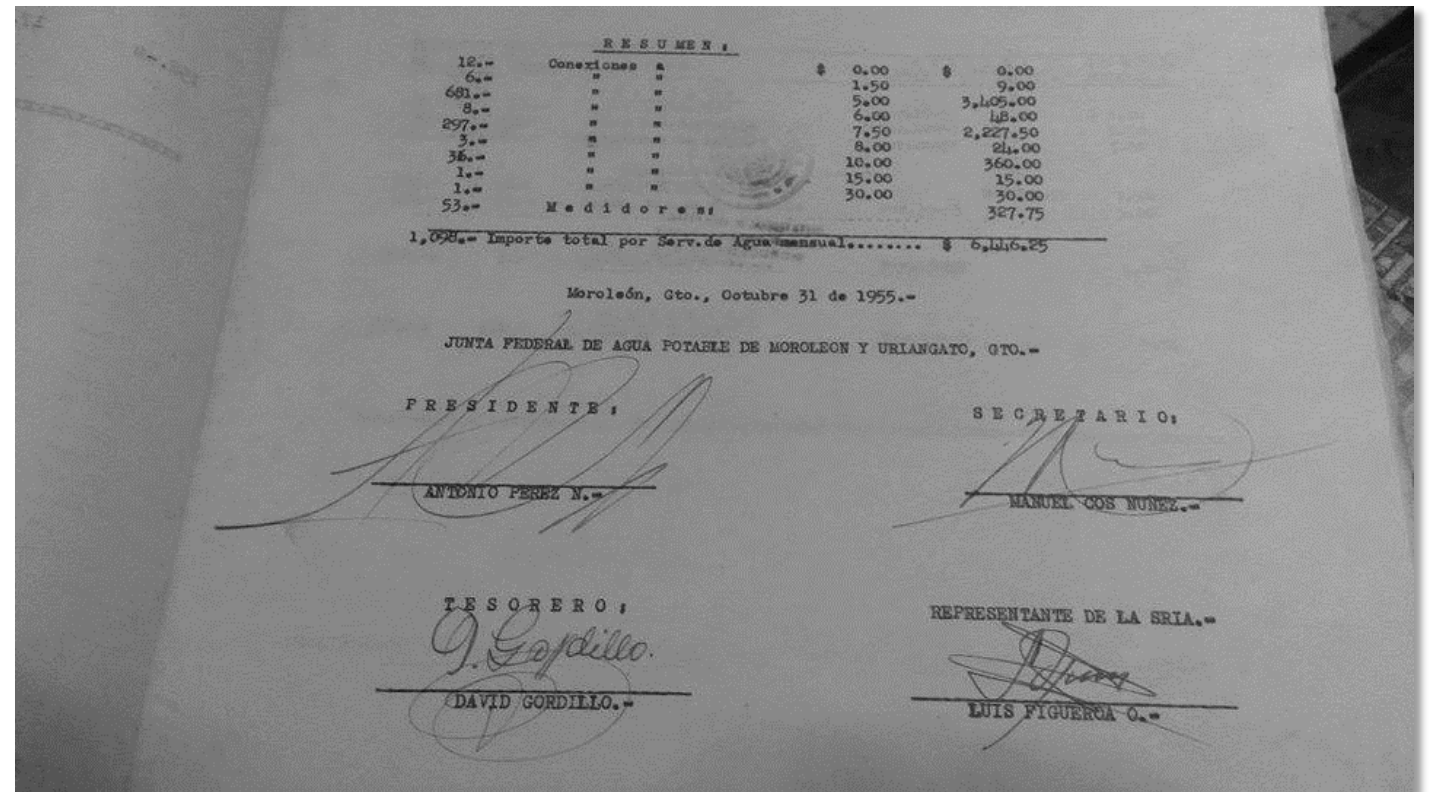 R E S U M E N :
12.- Conexiones a $ 0.00 $ 0.00
6.- " " 1.50 9.00
681.- " " 5.00 3,405.00
8.- " " 6.00 48.00
297.- " " 7.50 2,227.50
3.- " " 8.00 24.00
36.- " " 10.00 360.00
1.- " " 15.00 15.00
1.- " " 30.00 30.00
53.- M e d i d o r e s: 327.75
1,098.- Importe total por Serv.de Agua mensual........ $ 6,446.25
Moroleón, Gto., Octubre 31 de 1955.-
JUNTA FEDERAL DE AGUA POTABLE DE MOROLEON Y URIANGATO, GTO.-
P R E S I D E N T E : S E C R E T A R I O:
ANTONIO PEREZ N.- MANUEL COS NUÑEZ.-
T E S O R E R O : REPRESENTANTE DE LA SRIA.-
D. Gordillo.
DAVID GORDILLO.- LUIS FIGUEROA O.-